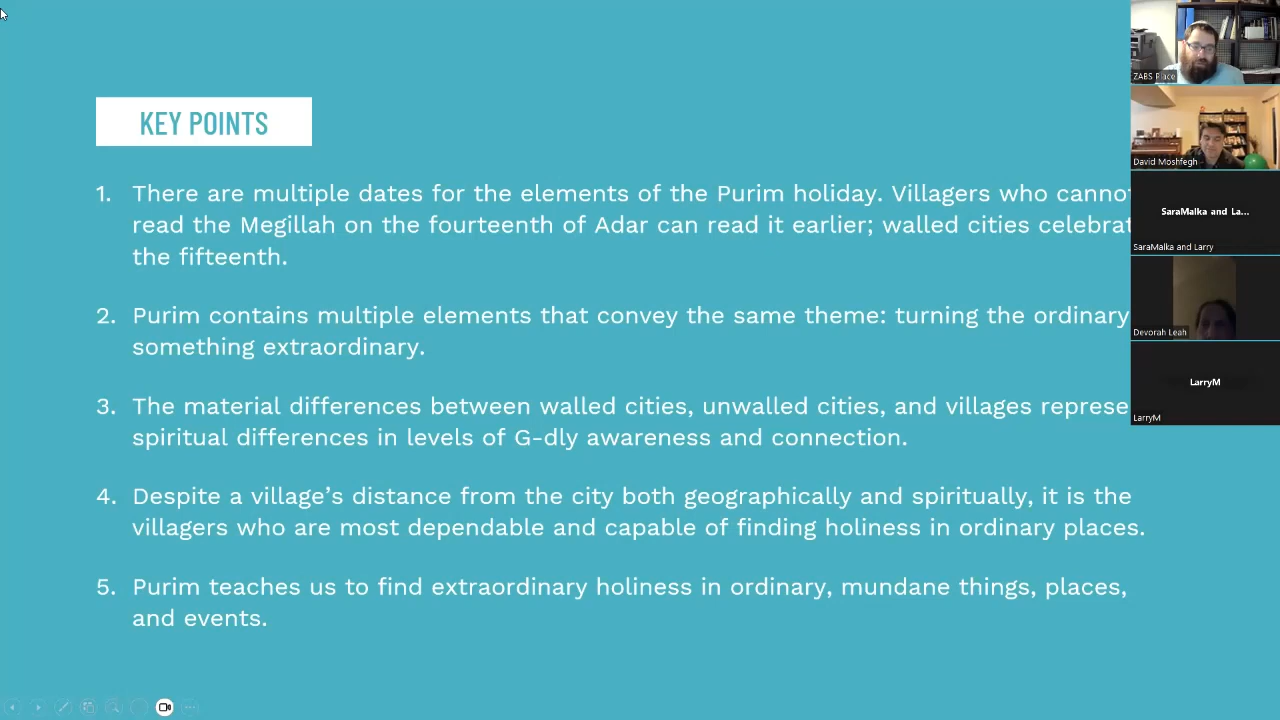 KEY POINTS
1. There are multiple dates for the elements of the Purim holiday. Villagers who canno
read the Megillah on the fourteenth of Adar can read it earlier; walled cities celebrat
the fifteenth.
2. Purim contains multiple elements that convey the same theme: turning the ordinary
something extraordinary.
3. The material differences between walled cities, unwalled cities, and villages represe
spiritual differences in levels of G-dly awareness and connection.
4. Despite a village's distance from the city both geographically and spiritually, it is the
villagers who are most dependable and capable of finding holiness in ordinary places.
5. Purim teaches us to find extraordinary holiness in ordinary, mundane things, places,
and events.
ZABS Place
David Moshfegh
SaraMalka and La...
SaraMalka and Larry
Devorah Leah
LarryM
LarryM